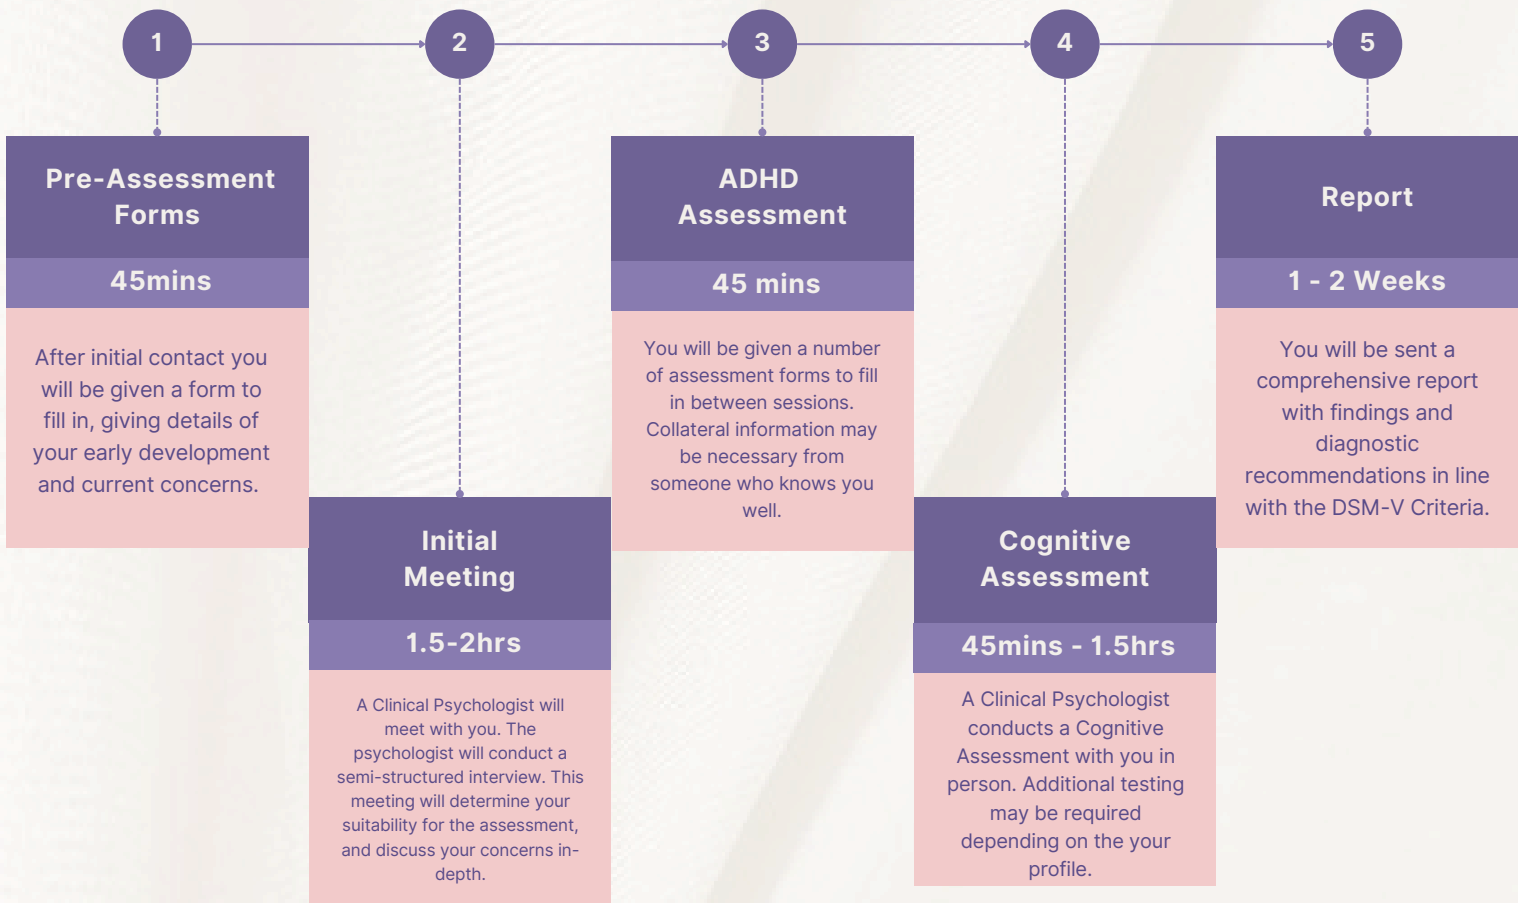 1
2
3
4
5
Pre-Assessment
Forms
45mins
After initial contact you
will be given a form to
fill in, giving details of
your early development
and current concerns.
Initial
Meeting
1.5-2hrs
A Clinical Psychologist will
meet with you. The
psychologist will conduct a
semi-structured interview. This
meeting will determine your
suitability for the assessment,
and discuss your concerns in-
depth.
ADHD
Assessment
45 mins
You will be given a number
of assessment forms to fill
in between sessions.
Collateral information may
be necessary from
someone who knows you
well.
Cognitive
Assessment
45mins - 1.5hrs
A Clinical Psychologist
conducts a Cognitive
Assessment with you in
person. Additional testing
may be required
depending on the your
profile.
Report
1 - 2 Weeks
You will be sent a
comprehensive report
with findings and
diagnostic
recommendations in line
with the DSM-V Criteria.